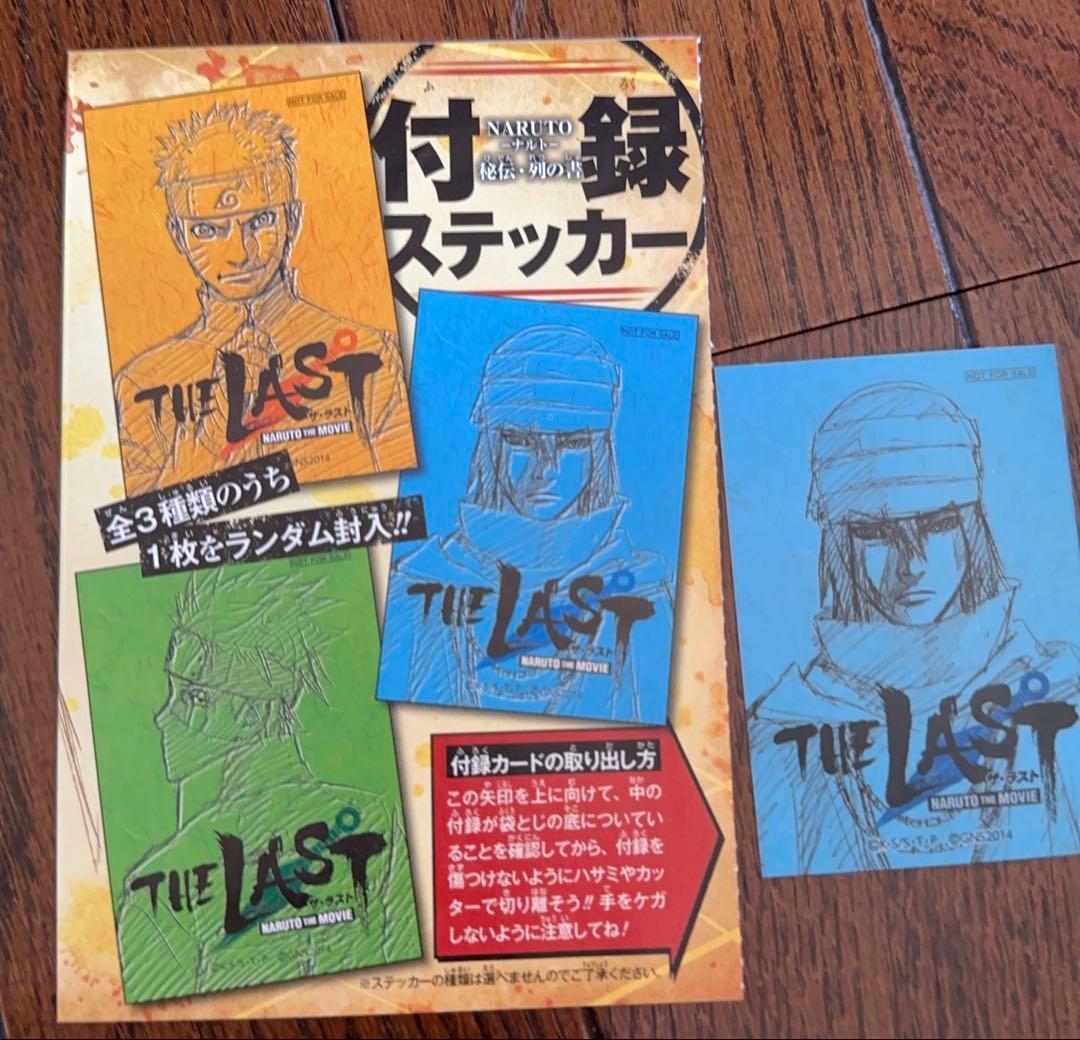 付録
NARUTO
-ナルト-
秘伝・列の書
ステッカー
NOT FOR SALE
THE LAST
ザ・ラスト
NARUTO THE MOVIE
GNS2014
NOT FOR SALE
THE LAST
ザ・ラスト
NARUTO THE MOVIE
©K・S/S・T・P ©GNS2014
全3種類のうち
1枚をランダム封入!!
NOT FOR SALE
THE LAST
ザ・ラスト
NARUTO THE MOVIE
©K・S/S・T・P ©GNS2014
付録カードの取り出し方
この矢印を上に向けて、中の
付録が袋とじの底についてい
ることを確認してから、付録を
傷つけないようにハサミやカッ
ターで切り離そう!! 手をケガ
しないように注意してね!
※ステッカーの種類は選べませんのでご了承ください。
NOT FOR SALE
THE LAST
ザ・ラスト
NARUTO THE MOVIE
©K・S/S・T・P ©GNS2014